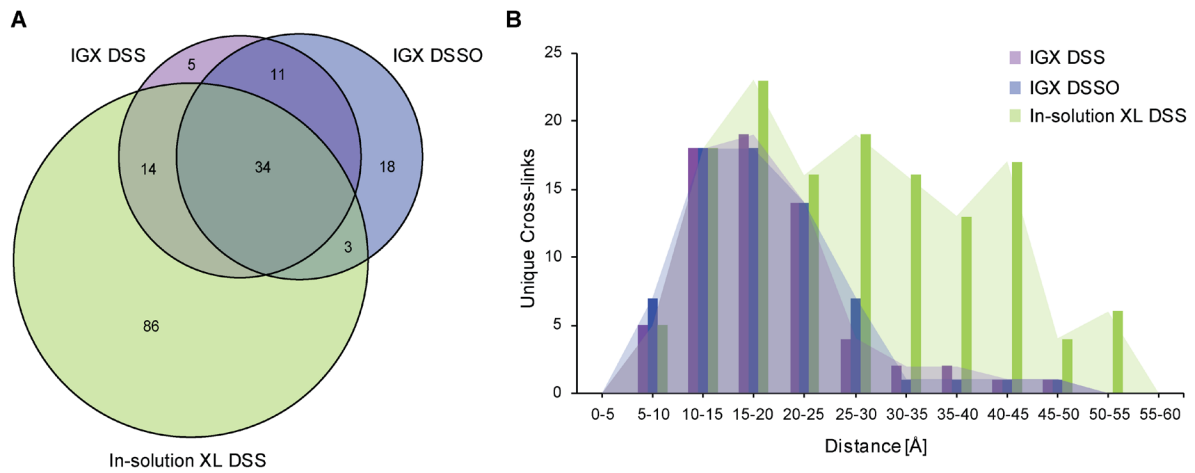 A
IGX DSS
IGX DSSO
5
11
14
34
18
3
86
In-solution XL DSS
B
25
20
15
10
5
0
Unique Cross-links
IGX DSS
IGX DSSO
In-solution XL DSS
0-5 5-10 10-15 15-20 20-25 25-30 30-35 35-40 40-45 45-50 50-55 55-60
Distance [Å]